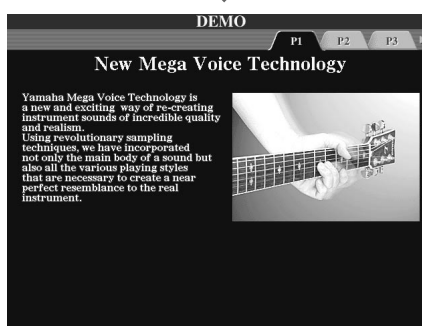 DEMO
P1 P2 P3
New Mega Voice Technology
Yamaha Mega Voice Technology is
a new and exciting way of re-creating
instrument sounds of incredible quality
and realism.
Using revolutionary sampling
techniques, we have incorporated
not only the main body of a sound but
also all the various playing styles
that are necessary to create a near
perfect resemblance to the real
instrument.